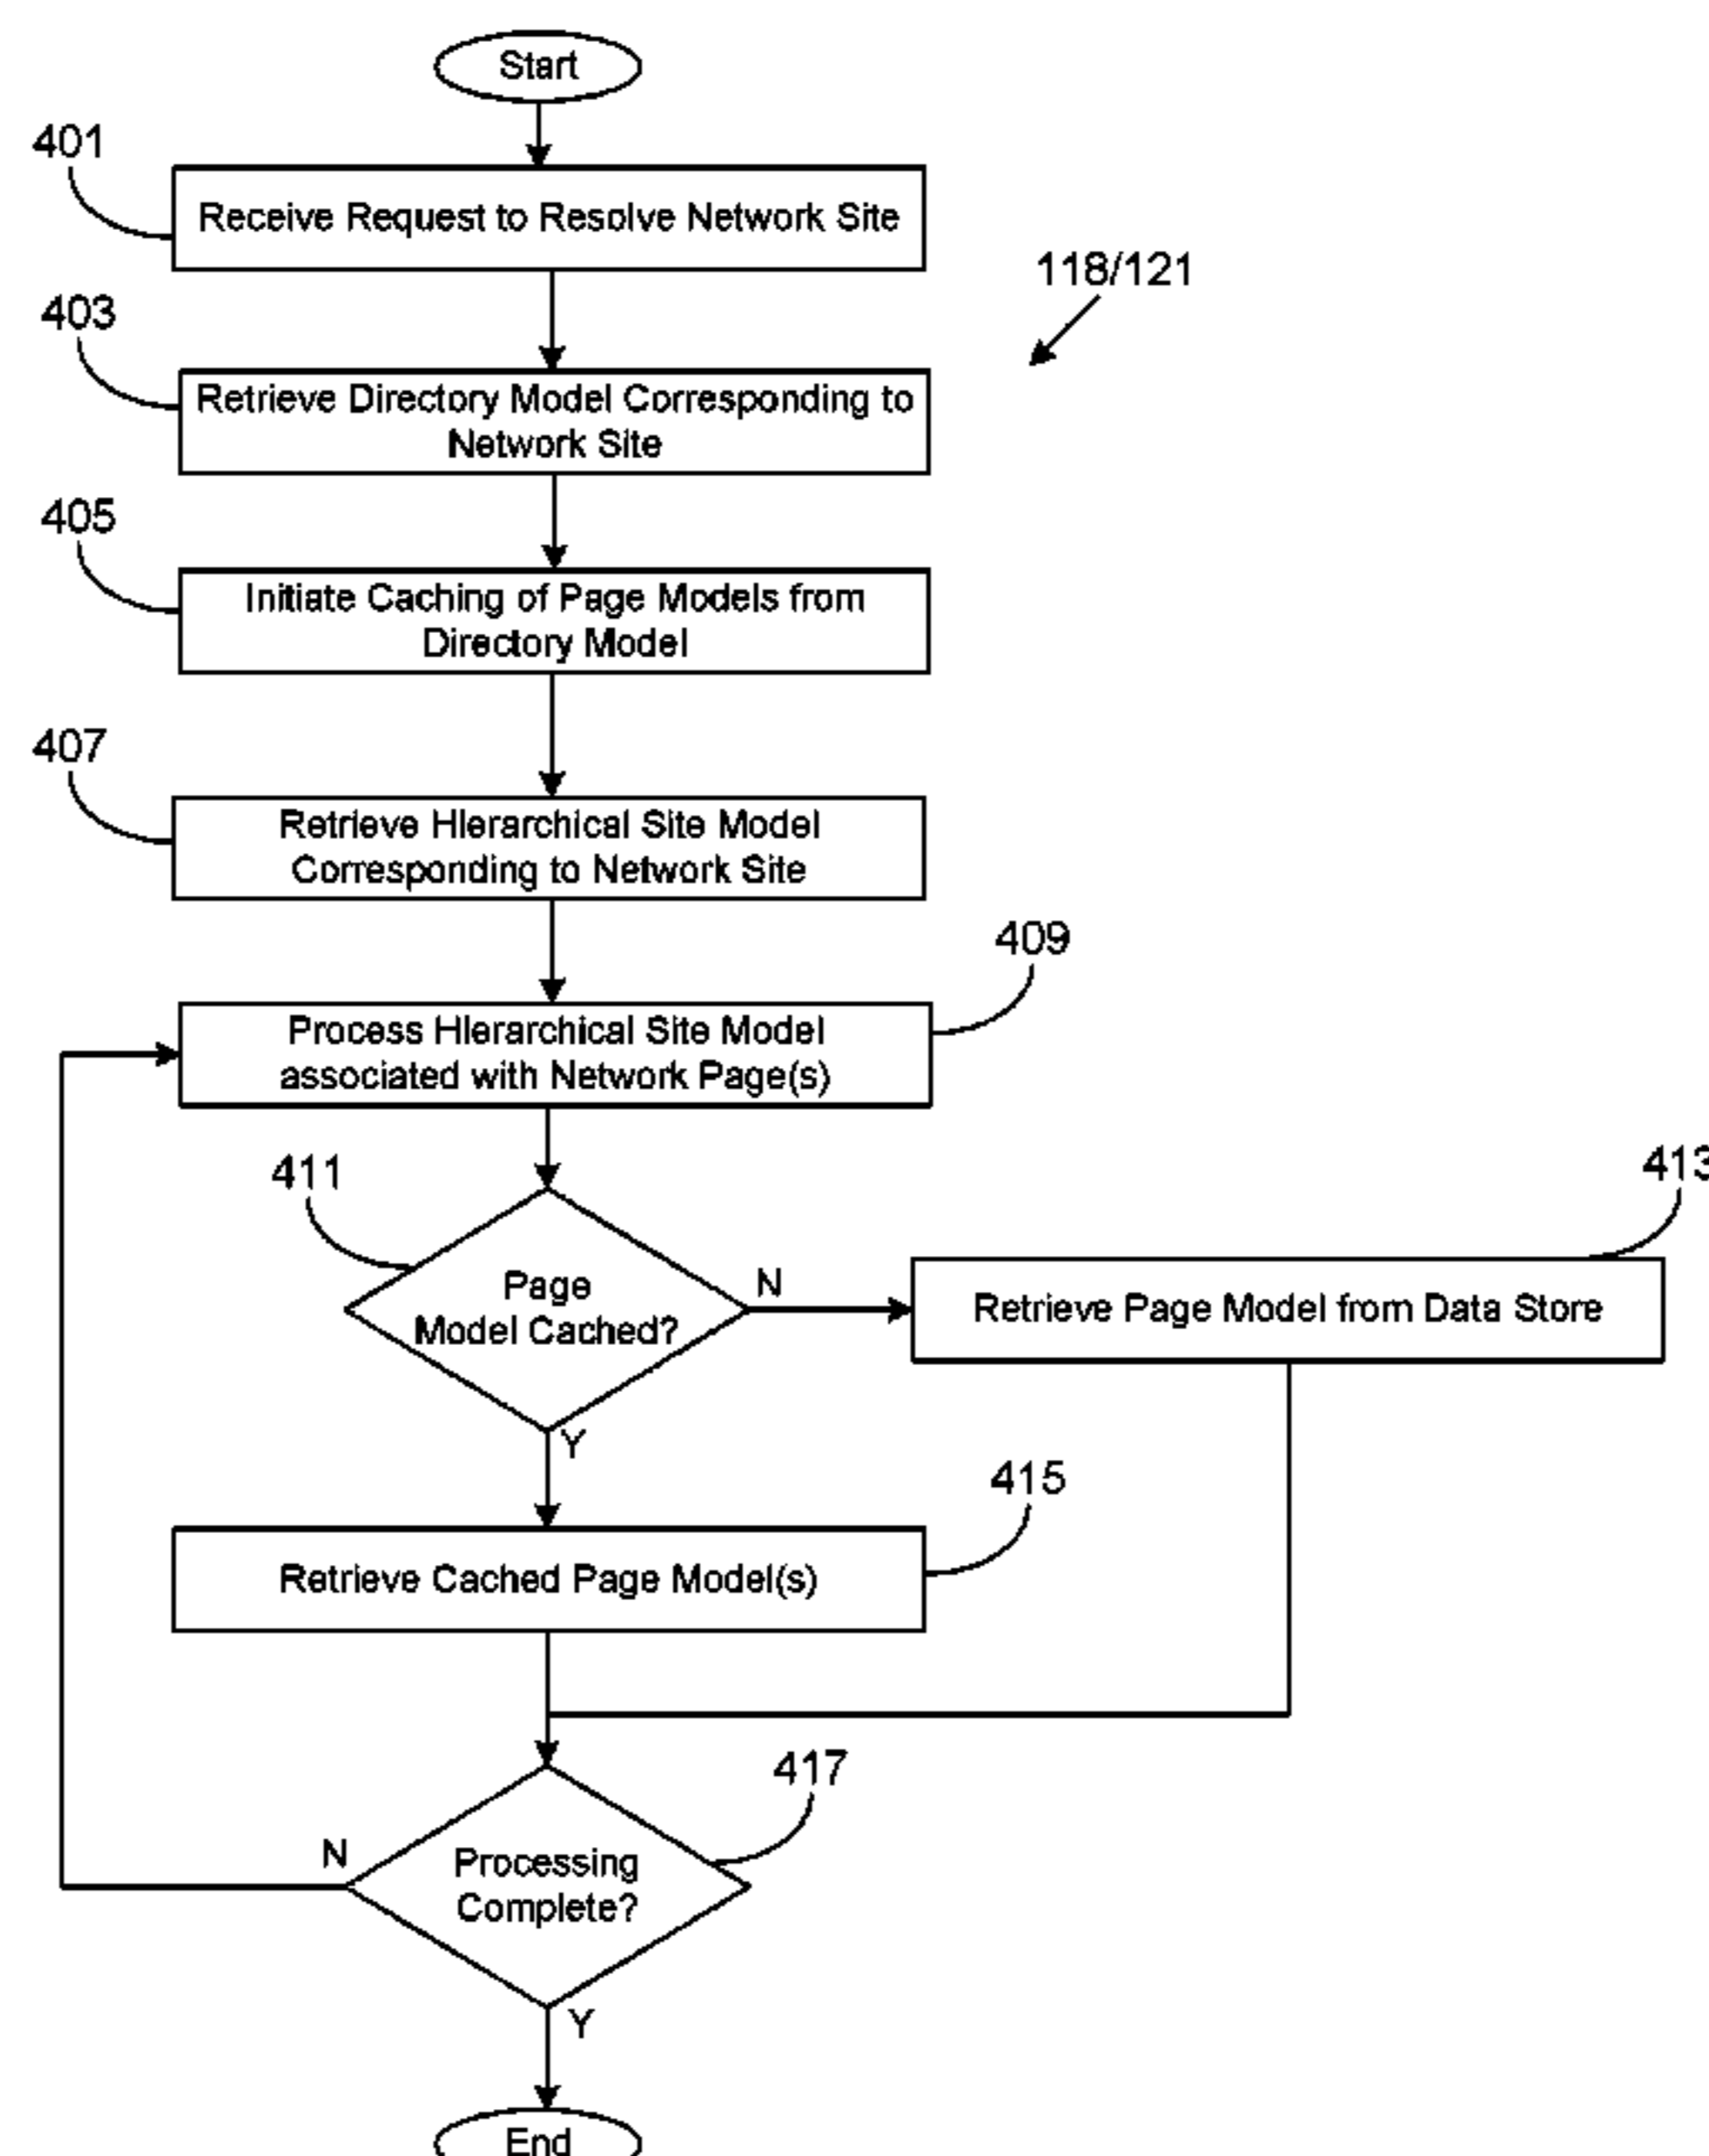 Start
401
Receive Request to Resolve Network Site
118/121
403
Retrieve Directory Model Corresponding to
Network Site
405
Initiate Caching of Page Models from
Directory Model
407
Retrieve Hierarchical Site Model
Corresponding to Network Site
409
Process Hierarchical Site Model
associated with Network Page(s)
411
413
Page
Model Cached?
N
Retrieve Page Model from Data Store
Y
415
Retrieve Cached Page Model(s)
417
N
Processing
Complete?
Y
End